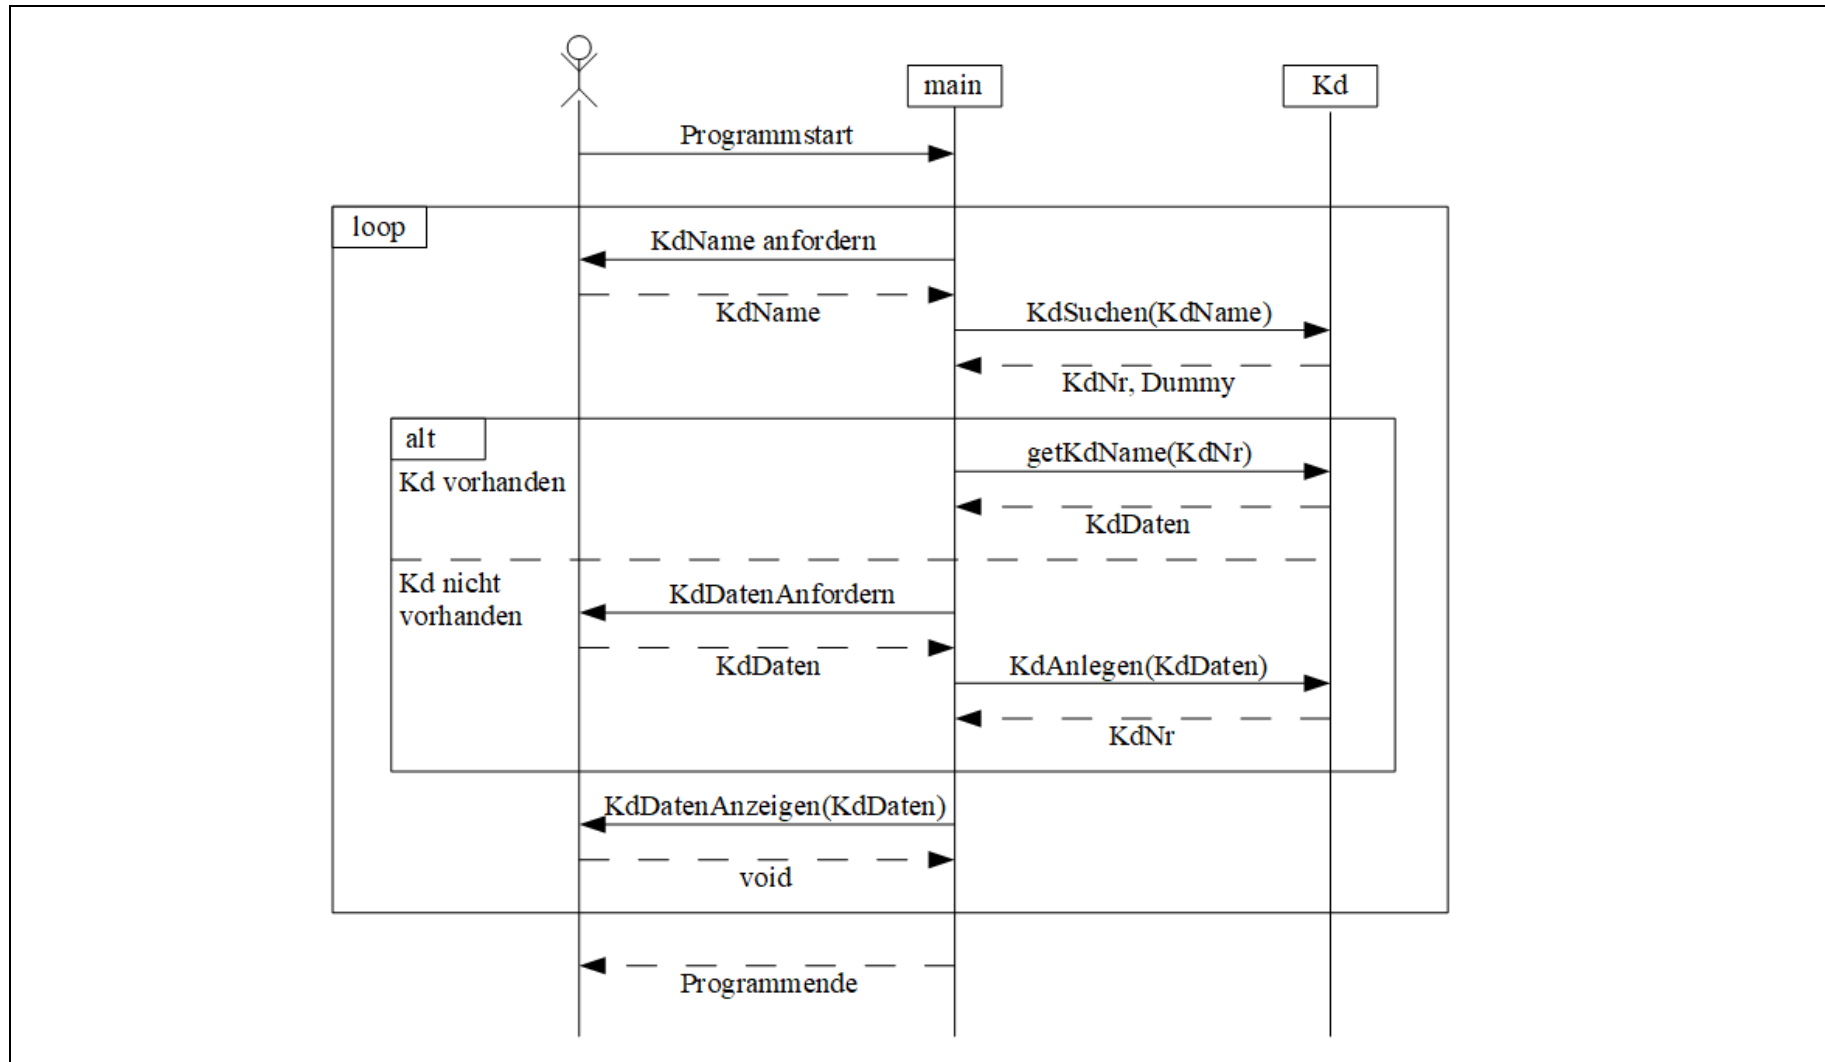 main
Kd
Programmstart
loop
KdName anfordern
KdName
KdSuchen(KdName)
KdNr, Dummy
alt
getKdName(KdNr)
Kd vorhanden
KdDaten
Kd nicht
vorhanden
KdDatenAnfordern
KdDaten
KdAnlegen(KdDaten)
KdNr
KdDatenAnzeigen(KdDaten)
void
Programmende